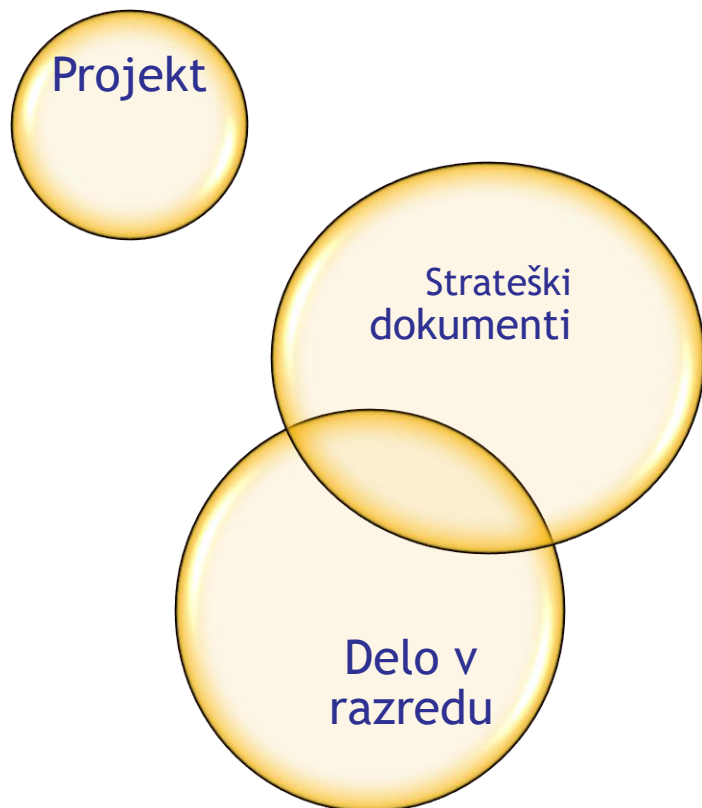 Projekt
Strateški
dokumenti
Delo v
razredu